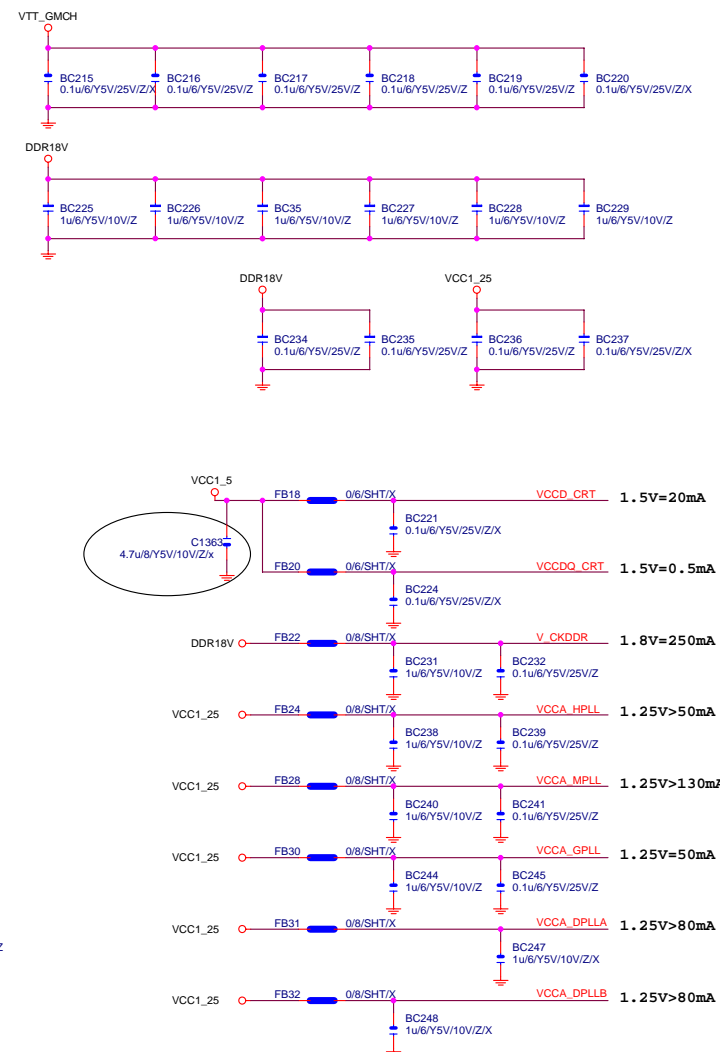 VTT_GMCH
BC215 BC216 BC217 BC218 BC219 BC220
0.1u/6/Y5V/25V/Z/X 0.1u/6/Y5V/25V/Z 0.1u/6/Y5V/25V/Z 0.1u/6/Y5V/25V/Z 0.1u/6/Y5V/25V/Z 0.1u/6/Y5V/25V/Z/X
DDR18V
BC225 BC226 BC35 BC227 BC228 BC229
1u/6/Y5V/10V/Z 1u/6/Y5V/10V/Z 1u/6/Y5V/10V/Z 1u/6/Y5V/10V/Z 1u/6/Y5V/10V/Z 1u/6/Y5V/10V/Z
DDR18V VCC1_25
BC234 BC235 BC236 BC237
0.1u/6/Y5V/25V/Z 0.1u/6/Y5V/25V/Z 0.1u/6/Y5V/25V/Z 0.1u/6/Y5V/25V/Z/X
VCC1_5
FB18 0/6/SHT/X VCCD_CRT 1.5V=20mA
BC221
0.1u/6/Y5V/25V/Z/X
C1363
4.7u/8/Y5V/10V/Z/x
FB20 0/6/SHT/X VCCDQ_CRT 1.5V=0.5mA
BC224
0.1u/6/Y5V/25V/Z/X
DDR18V FB22 0/8/SHT/X V_CKDDR 1.8V=250mA
BC231 BC232
1u/6/Y5V/10V/Z 0.1u/6/Y5V/25V/Z
VCC1_25 FB24 0/8/SHT/X VCCA_HPLL 1.25V>50mA
BC238 BC239
1u/6/Y5V/10V/Z 0.1u/6/Y5V/25V/Z
VCC1_25 FB28 0/8/SHT/X VCCA_MPLL 1.25V>130mA
BC240 BC241
1u/6/Y5V/10V/Z 0.1u/6/Y5V/25V/Z
VCC1_25 FB30 0/8/SHT/X VCCA_GPLL 1.25V=50mA
BC244 BC245
1u/6/Y5V/10V/Z 0.1u/6/Y5V/25V/Z
VCC1_25 FB31 0/8/SHT/X VCCA_DPLLA 1.25V>80mA
Z
BC247
1u/6/Y5V/10V/Z/X
VCC1_25 FB32 0/8/SHT/X VCCA_DPLLB 1.25V>80mA
BC248
1u/6/Y5V/10V/Z/X